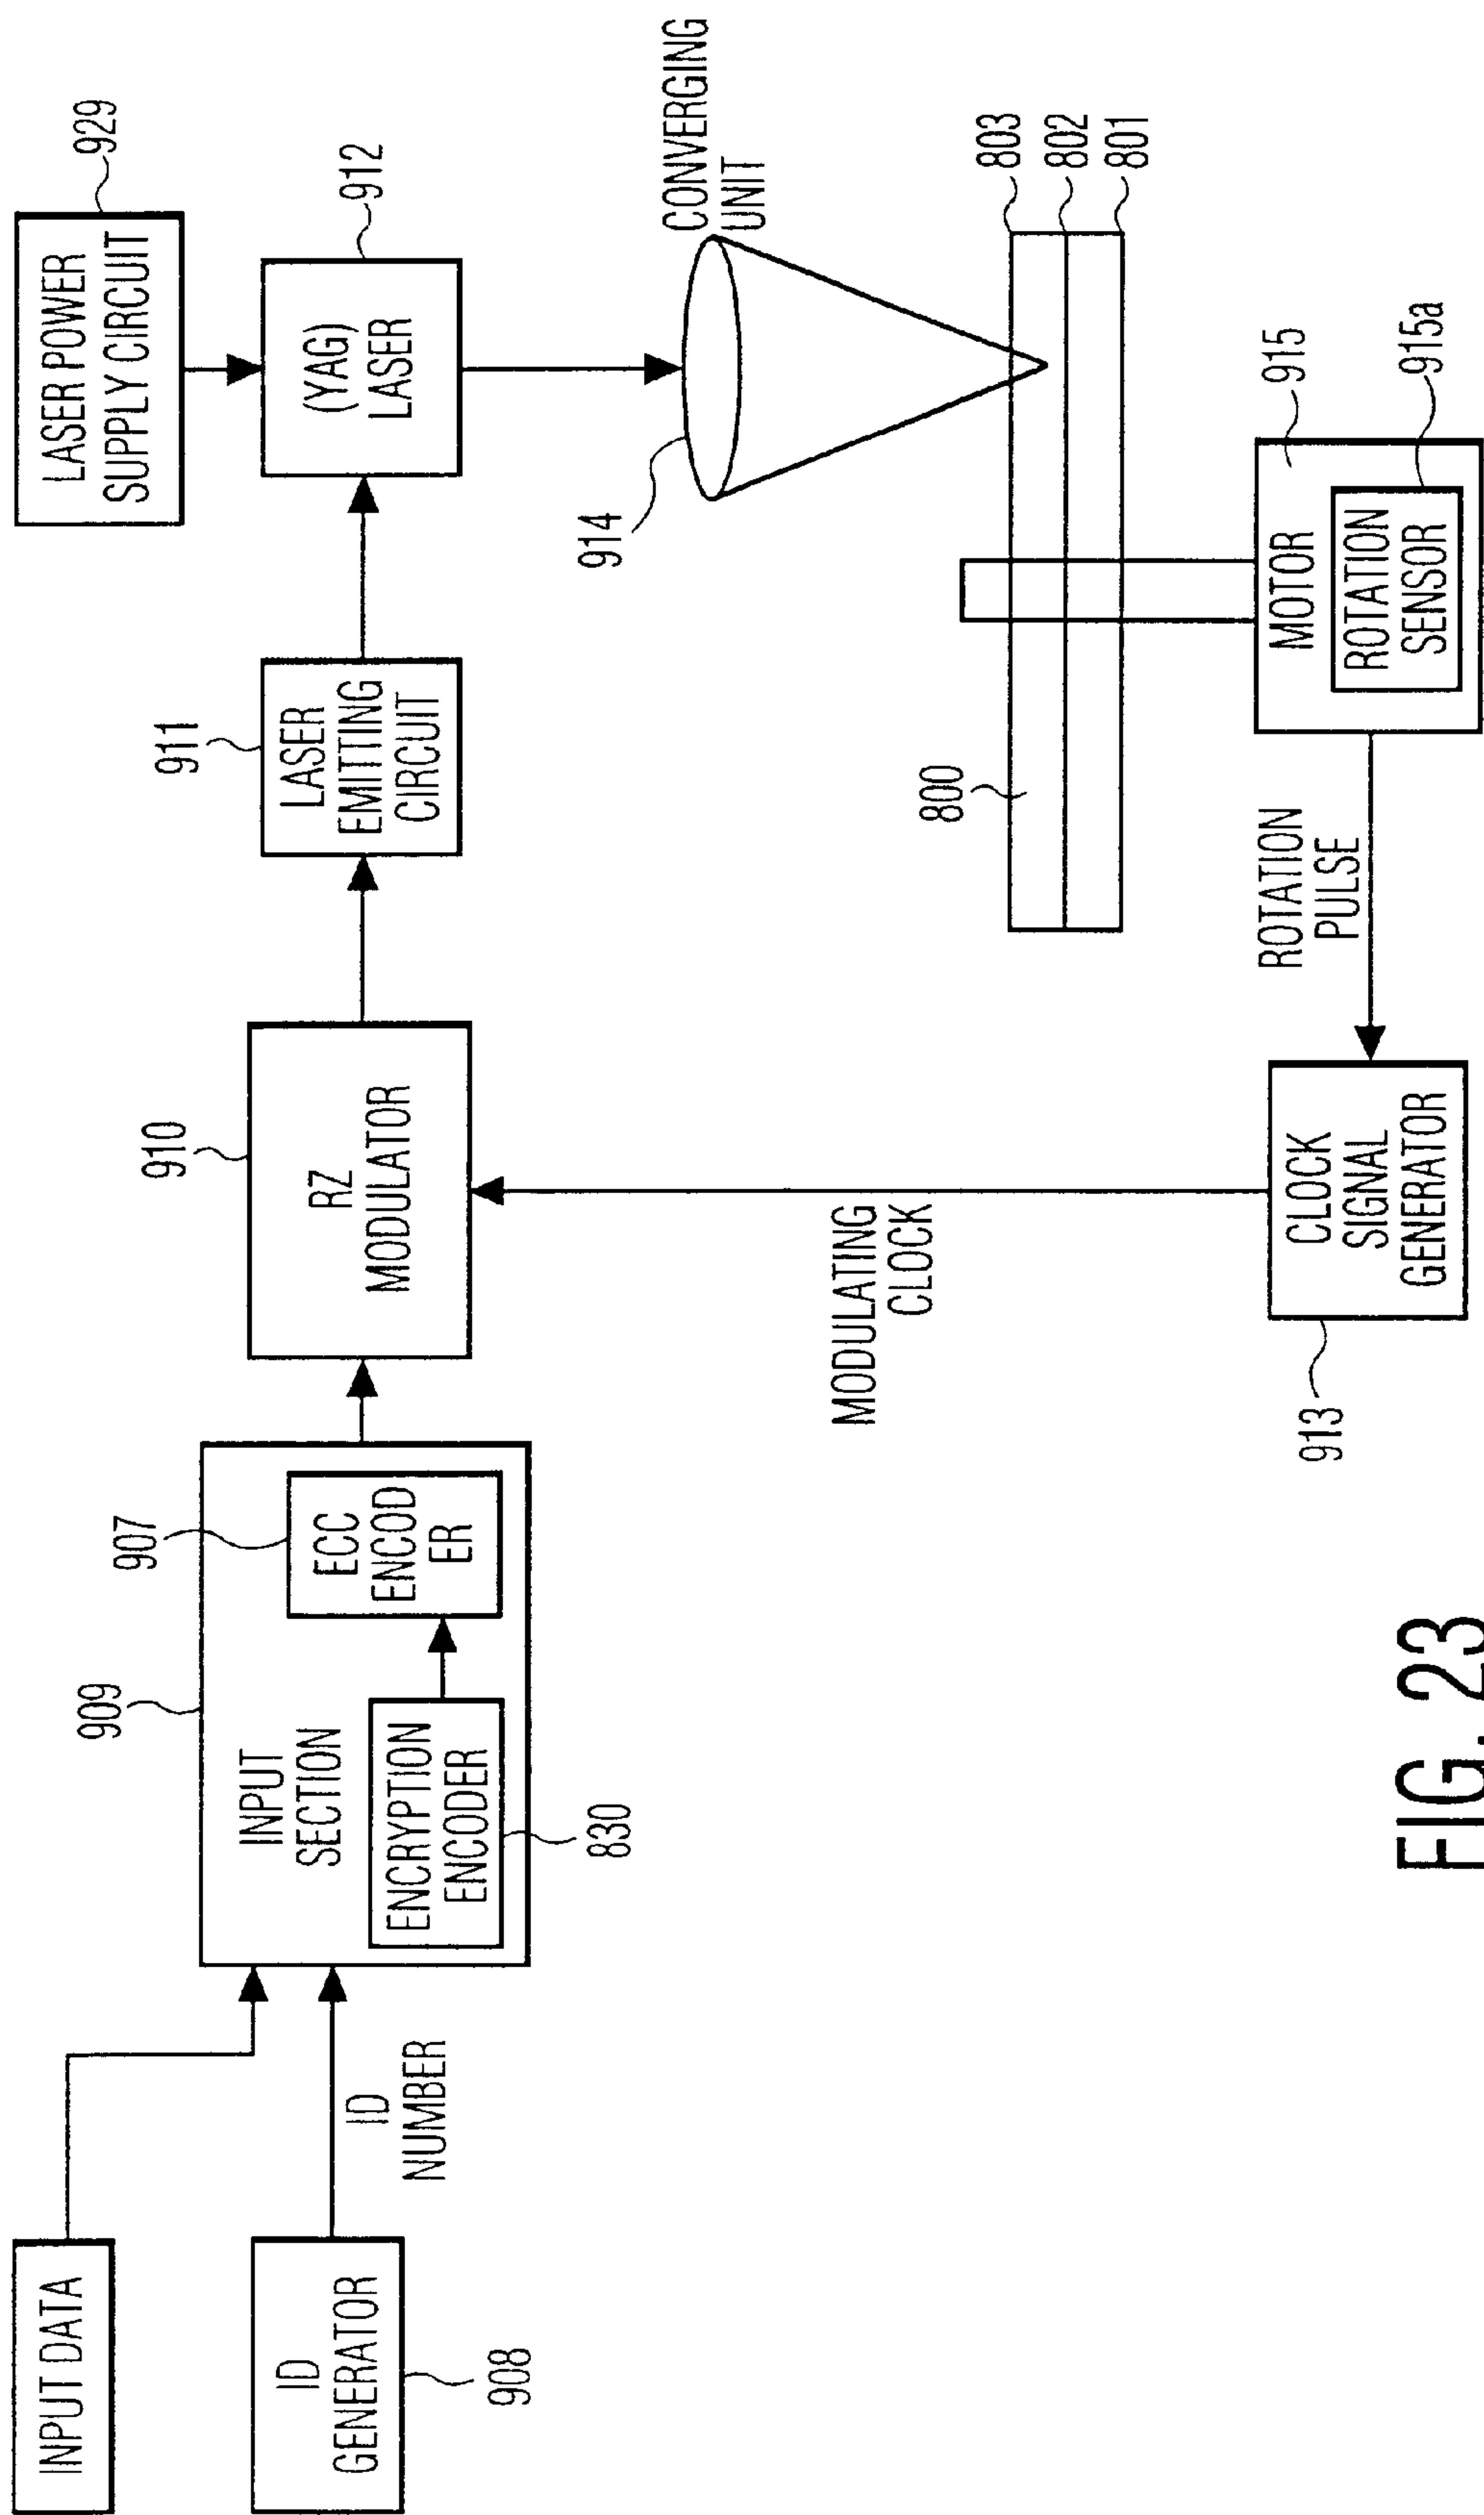 INPUT DATA
ID
GENERATOR
908
ID
NUMBER
909
INPUT
SECTION
ENCRYPTION
ENCODER
830
907
ECC
ENCOD
ER
910
RZ
MODULATOR
911
LASER
EMITTING
CIRCUIT
LASER POWER
SUPPLY CIRCUIT
929
(YAG)
LASER
912
914
CONVERGING
UNIT
800
803
802
801
MODULATING
CLOCK
913
CLOCK
SIGNAL
GENERATOR
ROTATION
PULSE
MOTOR
915
ROTATION
SENSOR
915a
FIG. 23